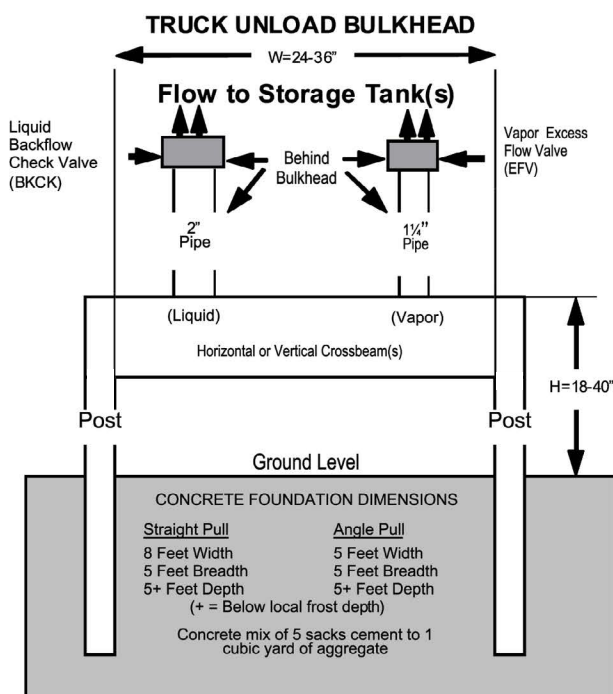 TRUCK UNLOAD BULKHEAD
W=24-36"
Flow to Storage Tank(s)
Liquid
Backflow
Check Valve
(BKCK)
Behind
Bulkhead
Vapor Excess
Flow Valve
(EFV)
2"
Pipe
1¼"
Pipe
(Liquid)
(Vapor)
Horizontal or Vertical Crossbeam(s)
H=18-40"
Post
Post
Ground Level
CONCRETE FOUNDATION DIMENSIONS
Straight Pull
8 Feet Width
5 Feet Breadth
5+ Feet Depth
Angle Pull
5 Feet Width
5 Feet Breadth
5+ Feet Depth
(+ = Below local frost depth)
Concrete mix of 5 sacks cement to 1
cubic yard of aggregate